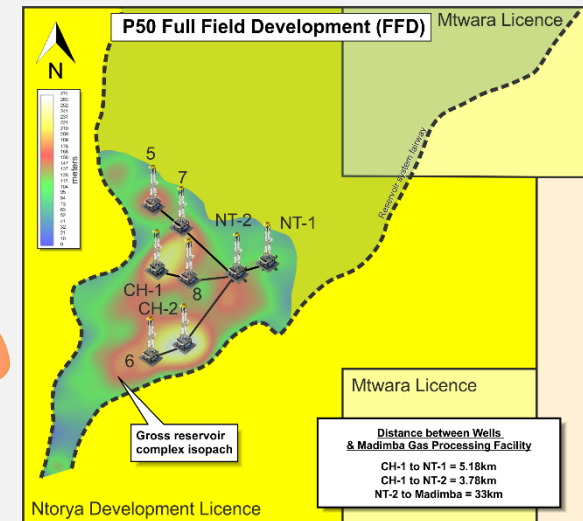 P50 Full Field Development (FFD)
Mtwara Licence
N
meters
Reservoir system fairway
5
7
NT-2
NT-1
CH-1
8
CH-2
6
Gross reservoir
complex isopach
Mtwara Licence
Distance between Wells
& Madimba Gas Processing Facility
CH-1 to NT-1 = 5.18km
CH-1 to NT-2 = 3.78km
NT-2 to Madimba = 33km
Ntorya Development Licence